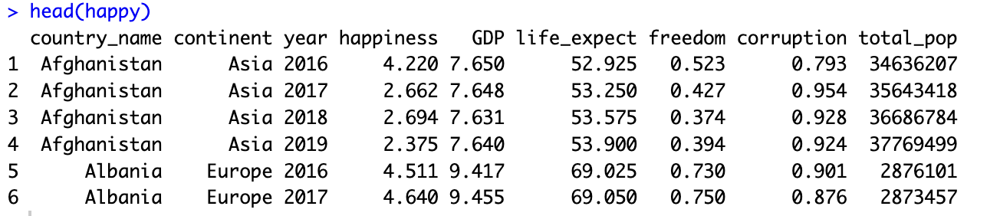 > head(happy)
country_name continent year happiness GDP life_expect freedom corruption total_pop
1 Afghanistan Asia 2016 4.220 7.650 52.925 0.523 0.793 34636207
2 Afghanistan Asia 2017 2.662 7.648 53.250 0.427 0.954 35643418
3 Afghanistan Asia 2018 2.694 7.631 53.575 0.374 0.928 36686784
4 Afghanistan Asia 2019 2.375 7.640 53.900 0.394 0.924 37769499
5 Albania Europe 2016 4.511 9.417 69.025 0.730 0.901 2876101
6 Albania Europe 2017 4.640 9.455 69.050 0.750 0.876 2873457